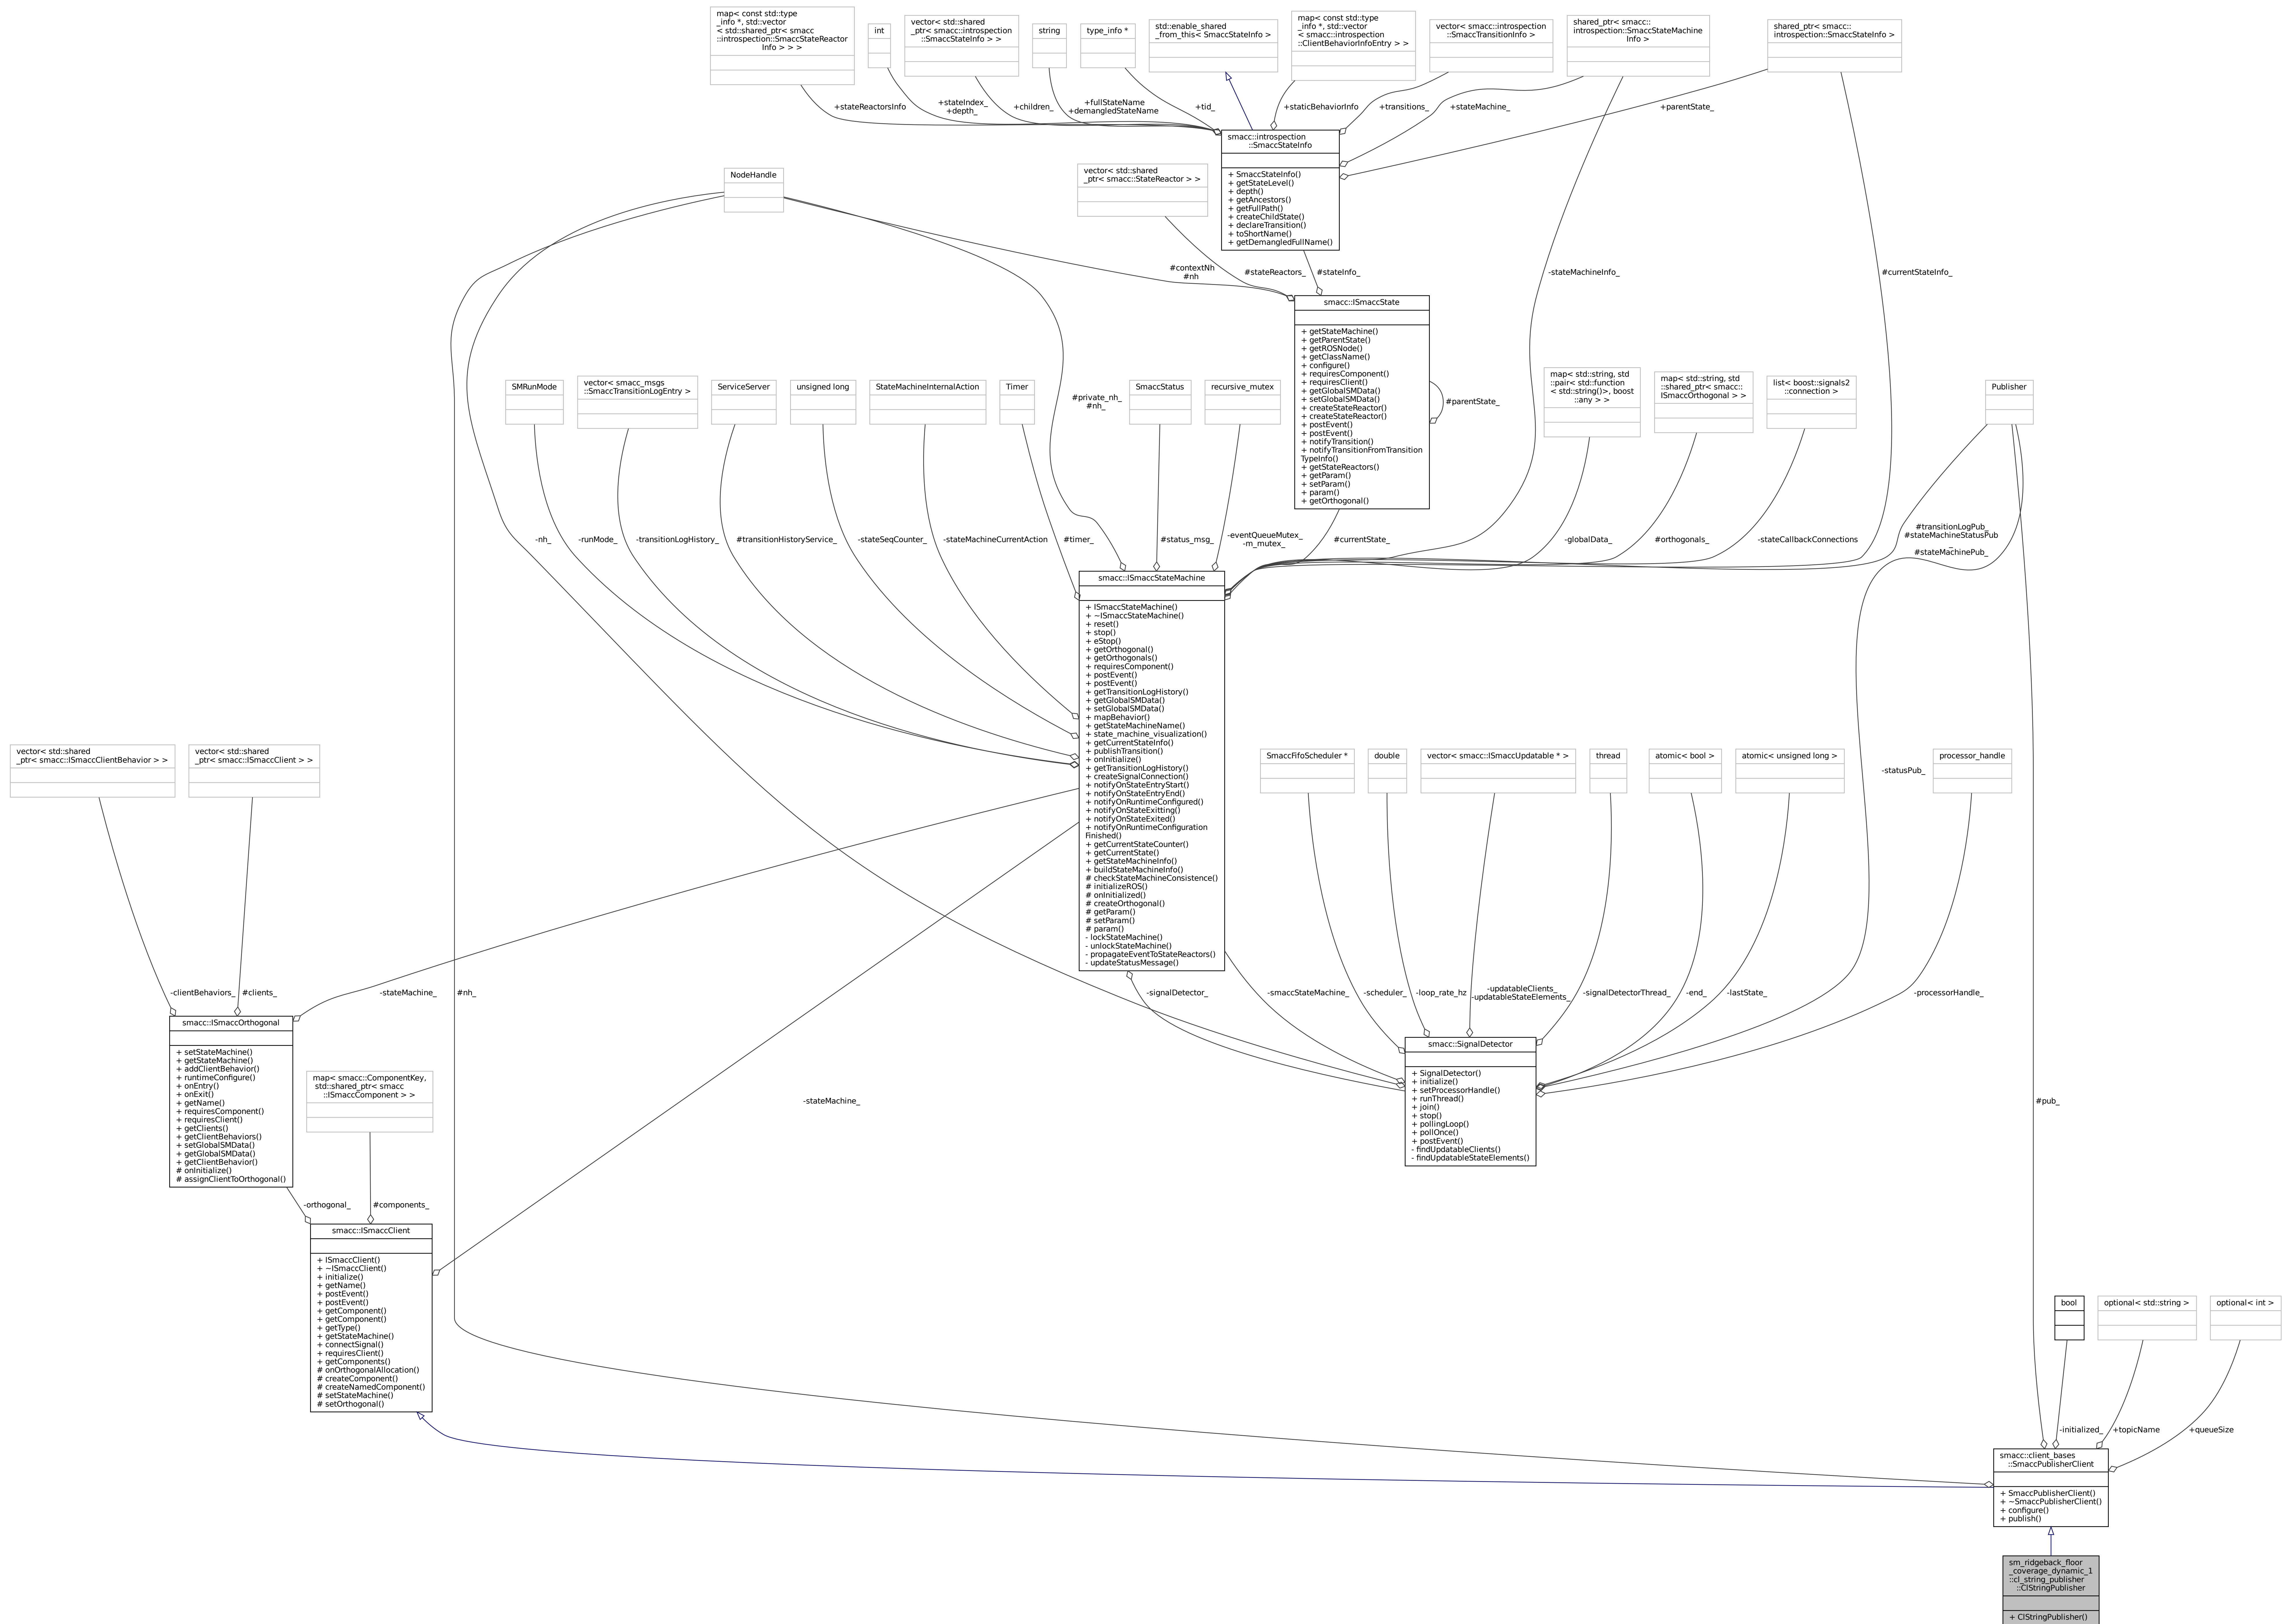 map< const std::type
_info *, std::vector
< std::shared_ptr< smacc
::introspection::SmaccStateReactor
Info > > >
int
vector< std::shared
_ptr< smacc::introspection
::SmaccStateInfo > >
string
type_info *
std::enable_shared
_from_this< SmaccStateInfo >
map< const std::type
_info *, std::vector
< smacc::introspection
::ClientBehaviorInfoEntry > >
vector< smacc::introspection
::SmaccTransitionInfo >
shared_ptr< smacc::
introspection::SmaccStateMachine
Info >
shared_ptr< smacc::
introspection::SmaccStateInfo >
+stateReactorsInfo
+stateIndex_
+depth_
+children_
+fullStateName
+demangledStateName
+tid_
+staticBehaviorInfo
+transitions_
+stateMachine_
+parentState_
smacc::introspection
::SmaccStateInfo
+ SmaccStateInfo()
+ getStateLevel()
+ depth()
+ getAncestors()
+ getFullPath()
+ createChildState()
+ declareTransition()
+ toShortName()
+ getDemangledFullName()
NodeHandle
vector< std::shared
_ptr< smacc::StateReactor > >
#contextNh
#nh
#stateReactors_
#stateInfo_
-stateMachineInfo_
#currentStateInfo_
smacc::ISmaccState
+ getStateMachine()
+ getParentState()
+ getROSNode()
+ getClassName()
+ configure()
+ requiresComponent()
+ requiresClient()
+ getGlobalSMData()
+ setGlobalSMData()
+ createStateReactor()
+ createStateReactor()
+ postEvent()
+ postEvent()
+ notifyTransition()
+ notifyTransitionFromTransition
TypeInfo()
+ getStateReactors()
+ getParam()
+ setParam()
+ param()
+ getOrthogonal()
#parentState_
SMRunMode
vector< smacc_msgs
::SmaccTransitionLogEntry >
ServiceServer
unsigned long
StateMachineInternalAction
Timer
#private_nh_
#nh_
SmaccStatus
recursive_mutex
map< std::string, std
::pair< std::function
< std::string()>, boost
::any > >
map< std::string, std
::shared_ptr< smacc::
ISmaccOrthogonal > >
list< boost::signals2
::connection >
Publisher
-nh_
-runMode_
-transitionLogHistory_
#transitionHistoryService_
-stateSeqCounter_
-stateMachineCurrentAction
#timer_
#status_msg_
-eventQueueMutex_
-m_mutex_
#currentState_
-globalData_
#orthogonals_
-stateCallbackConnections
#transitionLogPub_
#stateMachineStatusPub
_
#stateMachinePub_
smacc::ISmaccStateMachine
+ ISmaccStateMachine()
+ ~ISmaccStateMachine()
+ reset()
+ stop()
+ eStop()
+ getOrthogonal()
+ getOrthogonals()
+ requiresComponent()
+ postEvent()
+ postEvent()
+ getTransitionLogHistory()
+ getGlobalSMData()
+ setGlobalSMData()
+ mapBehavior()
+ getStateMachineName()
+ state_machine_visualization()
+ getCurrentStateInfo()
+ publishTransition()
+ onInitialize()
+ getTransitionLogHistory()
+ createSignalConnection()
+ notifyOnStateEntryStart()
+ notifyOnStateEntryEnd()
+ notifyOnRuntimeConfigured()
+ notifyOnStateExitting()
+ notifyOnStateExited()
+ notifyOnRuntimeConfiguration
Finished()
+ getCurrentStateCounter()
+ getCurrentState()
+ getStateMachineInfo()
+ buildStateMachineInfo()
# checkStateMachineConsistence()
# initializeROS()
# onInitialized()
# createOrthogonal()
# getParam()
# setParam()
# param()
- lockStateMachine()
- unlockStateMachine()
- propagateEventToStateReactors()
- updateStatusMessage()
vector< std::shared
_ptr< smacc::ISmaccClientBehavior > >
vector< std::shared
_ptr< smacc::ISmaccClient > >
SmaccFifoScheduler *
double
vector< smacc::ISmaccUpdatable * >
thread
atomic< bool >
atomic< unsigned long >
processor_handle
-statusPub_
-clientBehaviors_
#clients_
-stateMachine_
#nh_
-signalDetector_
-smaccStateMachine_
-scheduler_
-loop_rate_hz
-updatableClients_
-updatableStateElements_
-signalDetectorThread_
-end_
-lastState_
-processorHandle_
smacc::ISmaccOrthogonal
+ setStateMachine()
+ getStateMachine()
+ addClientBehavior()
+ runtimeConfigure()
+ onEntry()
+ onExit()
+ getName()
+ requiresComponent()
+ requiresClient()
+ getClients()
+ getClientBehaviors()
+ setGlobalSMData()
+ getGlobalSMData()
+ getClientBehavior()
# onInitialize()
# assignClientToOrthogonal()
map< smacc::ComponentKey,
std::shared_ptr< smacc
::ISmaccComponent > >
smacc::SignalDetector
+ SignalDetector()
+ initialize()
+ setProcessorHandle()
+ runThread()
+ join()
+ stop()
+ pollingLoop()
+ pollOnce()
+ postEvent()
- findUpdatableClients()
- findUpdatableStateElements()
-stateMachine_
#pub_
-orthogonal_
#components_
smacc::ISmaccClient
+ ISmaccClient()
+ ~ISmaccClient()
+ initialize()
+ getName()
+ postEvent()
+ postEvent()
+ getComponent()
+ getComponent()
+ getType()
+ getStateMachine()
+ connectSignal()
+ requiresClient()
+ getComponents()
# onOrthogonalAllocation()
# createComponent()
# createNamedComponent()
# setStateMachine()
# setOrthogonal()
bool
optional< std::string >
optional< int >
-initialized_
+topicName
+queueSize
smacc::client_bases
::SmaccPublisherClient
+ SmaccPublisherClient()
+ ~SmaccPublisherClient()
+ configure()
+ publish()
sm_ridgeback_floor
_coverage_dynamic_1
::cl_string_publisher
::ClStringPublisher
+ ClStringPublisher()